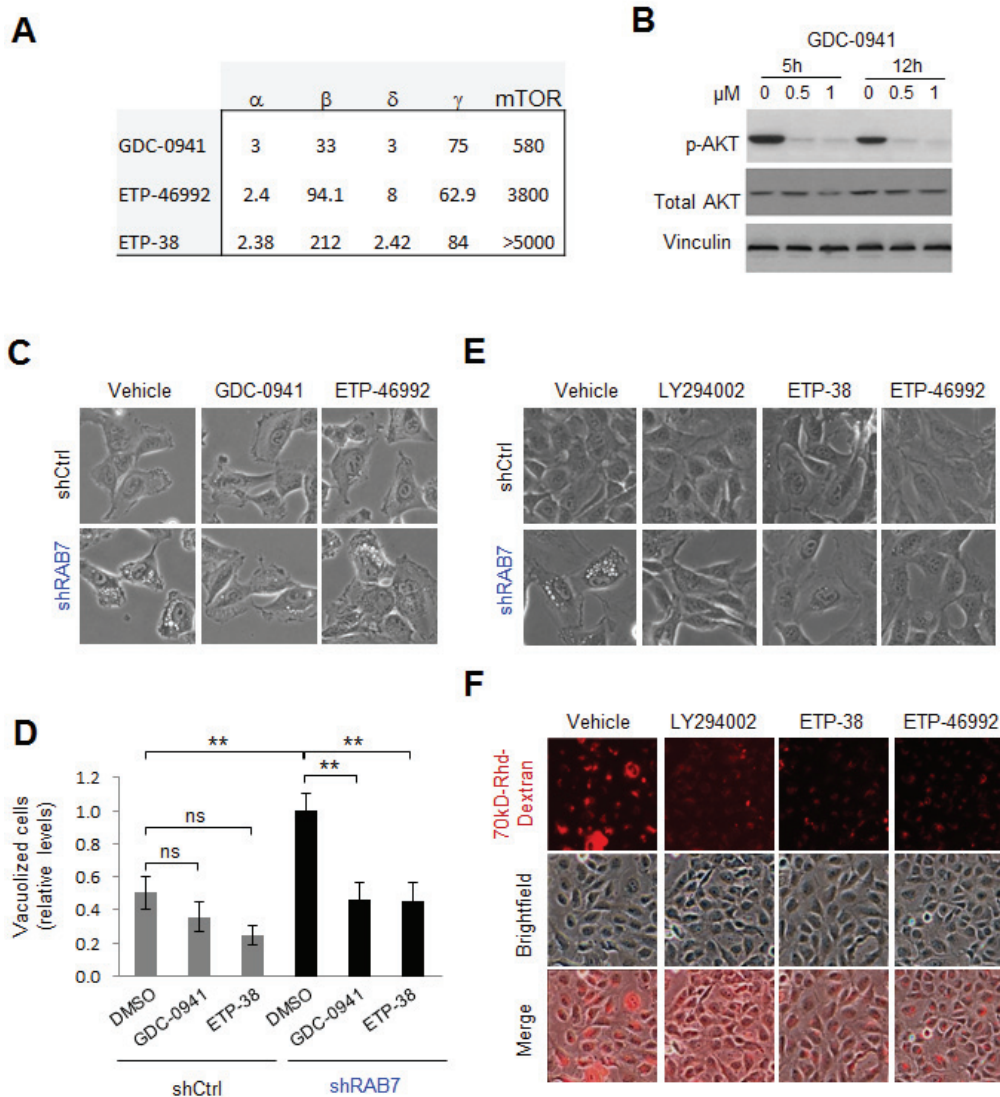 A
α β δ γ mTOR
GDC-0941 3 33 3 75 580
ETP-46992 2.4 94.1 8 62.9 3800
ETP-38 2.38 212 2.42 84 >5000
B
GDC-0941
5h 12h
μM 0 0.5 1 0 0.5 1
p-AKT
Total AKT
Vinculin
C
Vehicle GDC-0941 ETP-46992
shCtrl
shRAB7
E
Vehicle LY294002 ETP-38 ETP-46992
shCtrl
shRAB7
D
** **
**
ns
ns
Vacuolized cells
(relative levels)
1.2
1.0
0.8
0.6
0.4
0.2
0.0
DMSO GDC-0941 ETP-38 DMSO GDC-0941 ETP-38
shCtrl shRAB7
F
Vehicle LY294002 ETP-38 ETP-46992
70kD-Rhd-
Dextran
Brightfield
Merge